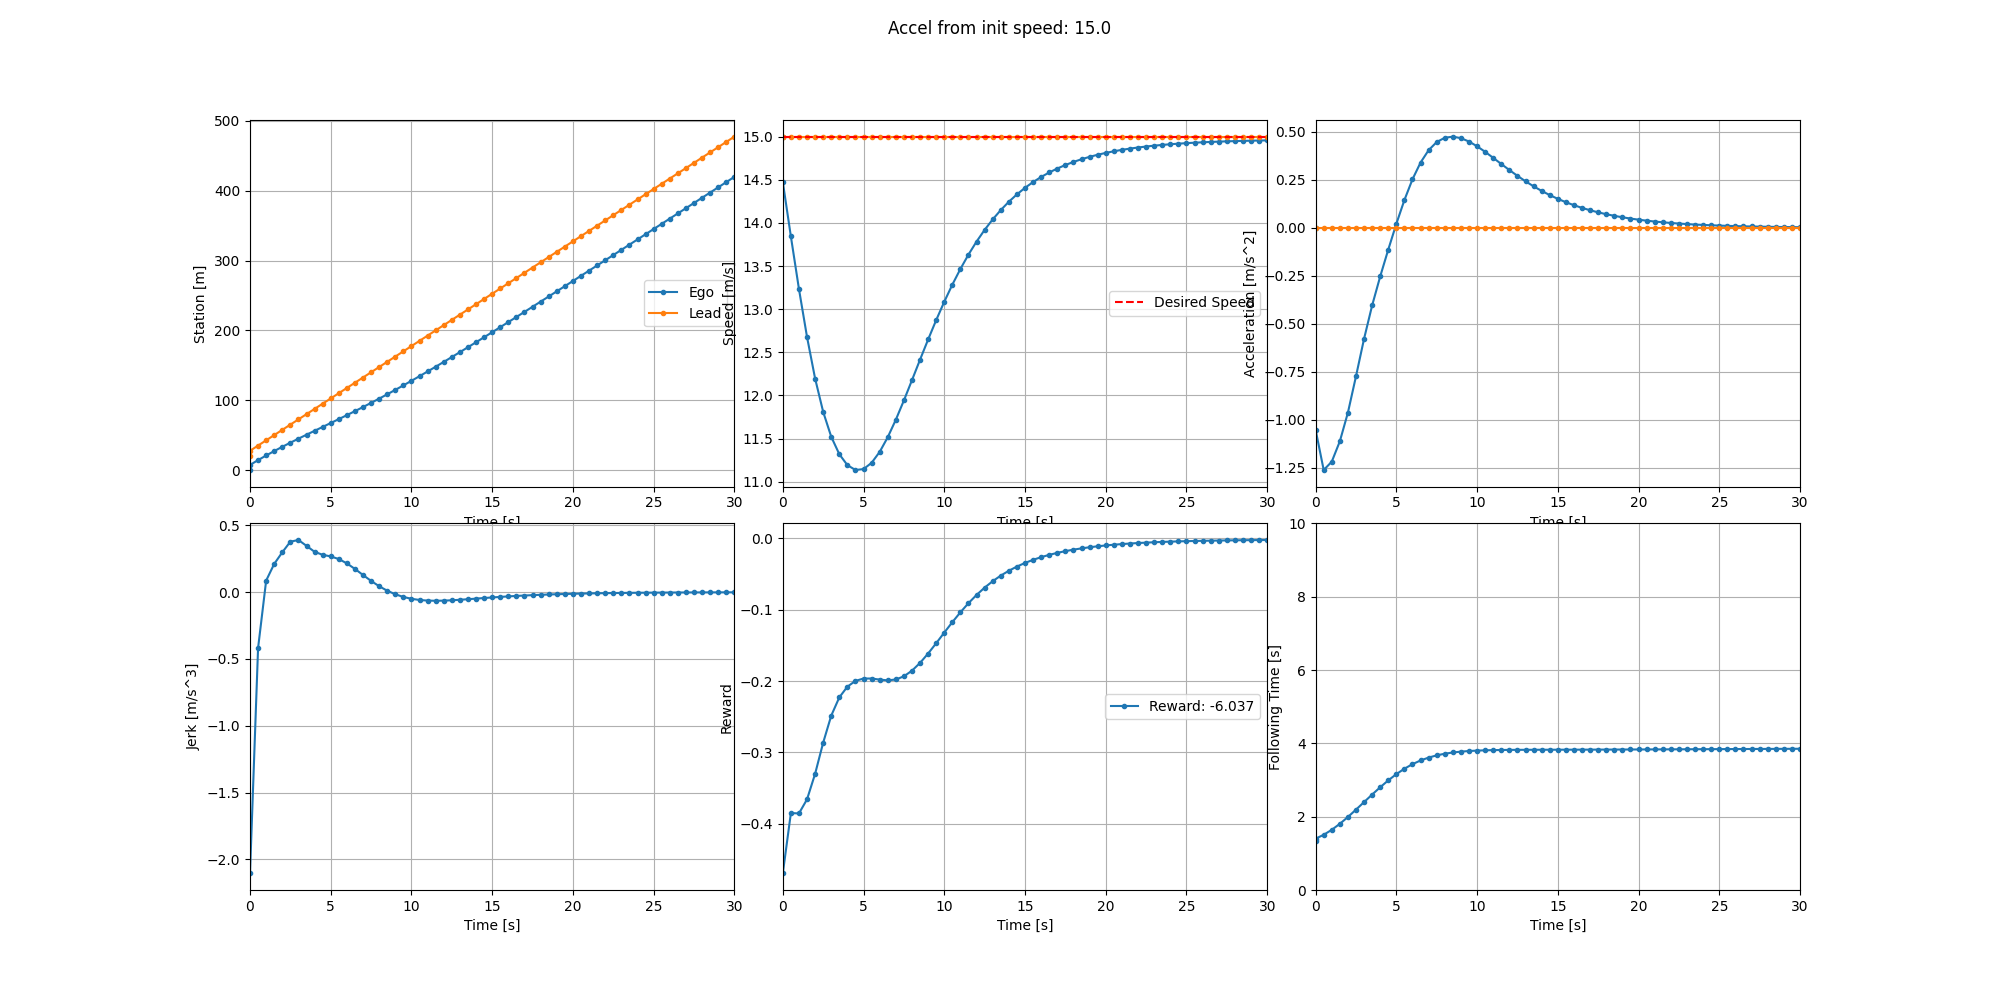 Accel from init speed: 15.0
Station [m]
500
400
300
200
100
0
0 5 10 15 20 25 30
Time [s]
Ego
Lead
Speed [m/s]
15.0
14.5
14.0
13.5
13.0
12.5
12.0
11.5
11.0
0 5 10 15 20 25 30
Time [s]
Desired Speed
Acceleration [m/s^2]
0.50
0.25
0.00
−0.25
−0.50
−0.75
−1.00
−1.25
0 5 10 15 20 25 30
Time [s]
Jerk [m/s^3]
0.5
0.0
−0.5
−1.0
−1.5
−2.0
0 5 10 15 20 25 30
Time [s]
Reward
0.0
−0.1
−0.2
−0.3
−0.4
0 5 10 15 20 25 30
Time [s]
Reward: -6.037
Following Time [s]
10
8
6
4
2
0
0 5 10 15 20 25 30
Time [s]